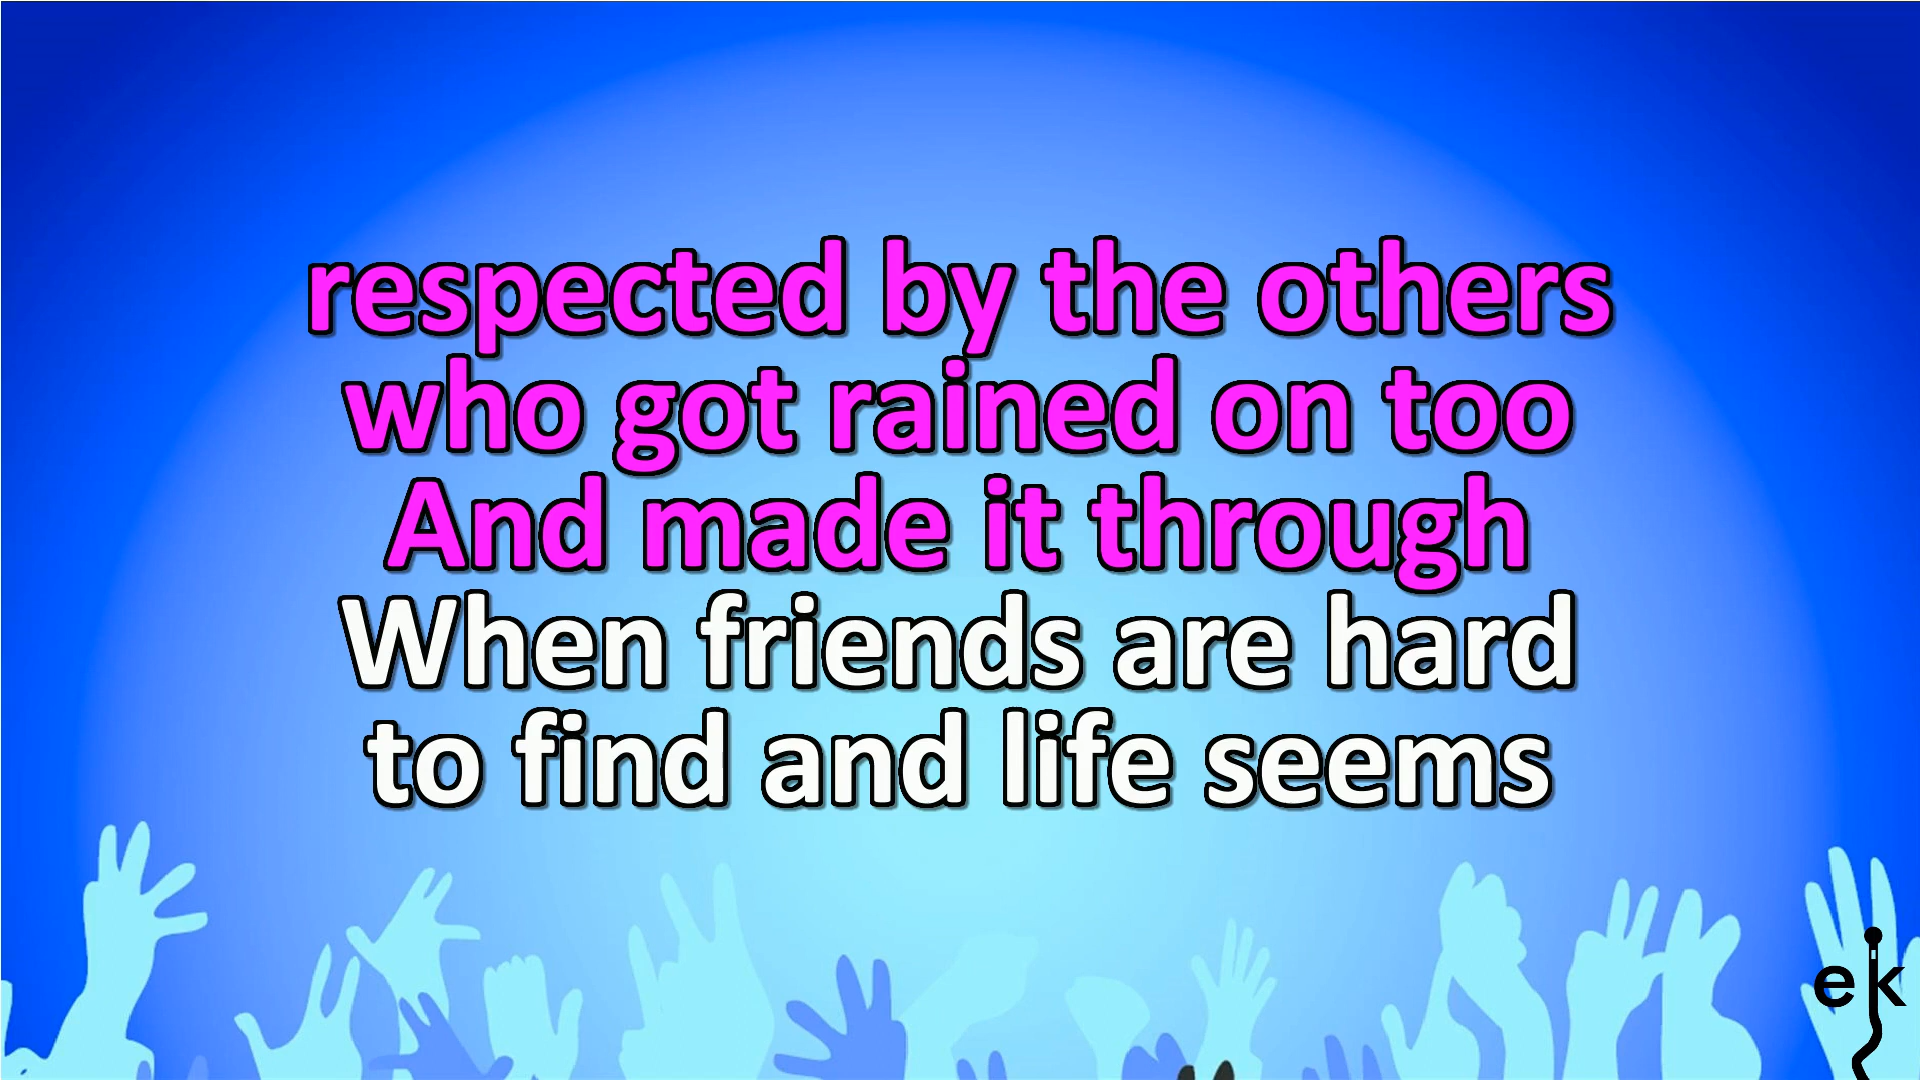 respected by the others
who got rained on too
And made it through
When friends are hard
to find and life seems
ek